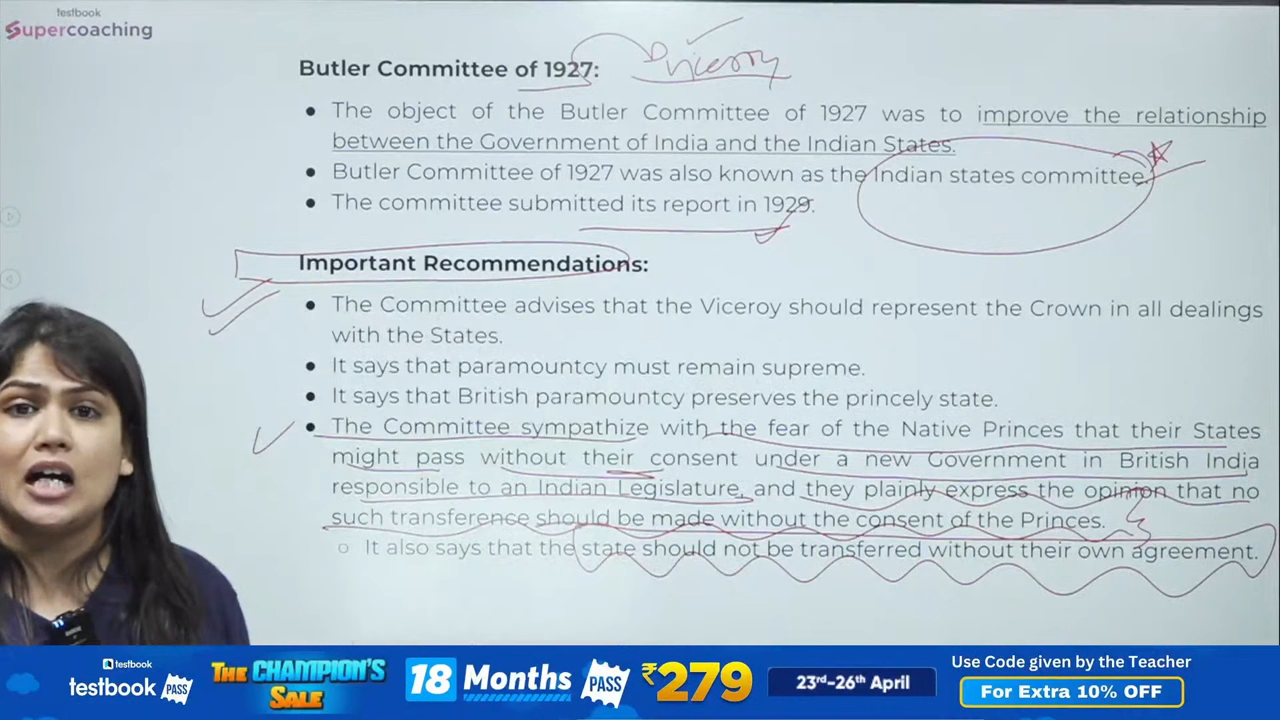 testbook
Supercoaching
Butler Committee of 1927: Viceroy
• The object of the Butler Committee of 1927 was to improve the relationship
between the Government of India and the Indian States.
• Butler Committee of 1927 was also known as the Indian states committee.
• The committee submitted its report in 1929.
Important Recommendations:
• The Committee advises that the Viceroy should represent the Crown in all dealings
with the States.
• It says that paramountcy must remain supreme.
• It says that British paramountcy preserves the princely state.
• The Committee sympathize with the fear of the Native Princes that their States
might pass without their consent under a new Government in British India
responsible to an Indian Legislature, and they plainly express the opinion that no
such transference should be made without the consent of the Princes.
○ It also says that the state should not be transferred without their own agreement.
testbook
testbook PASS
THE CHAMPION'S
SALE
18 Months PASS ₹279
23rd-26th April
Use Code given by the Teacher
For Extra 10% OFF